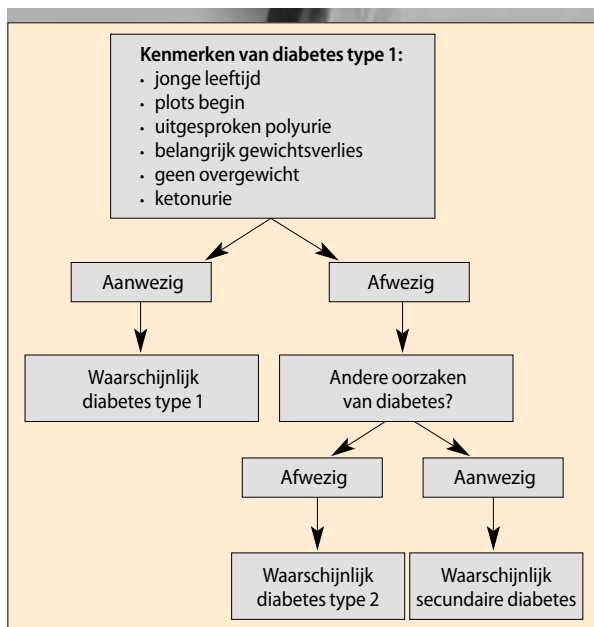 Kenmerken van diabetes type 1:
· jonge leeftijd
· plots begin
· uitgesproken polyurie
· belangrijk gewichtsverlies
· geen overgewicht
· ketonurie
Aanwezig
Afwezig
Waarschijnlijk
diabetes type 1
Andere oorzaken
van diabetes?
Afwezig
Aanwezig
Waarschijnlijk
diabetes type 2
Waarschijnlijk
secundaire diabetes